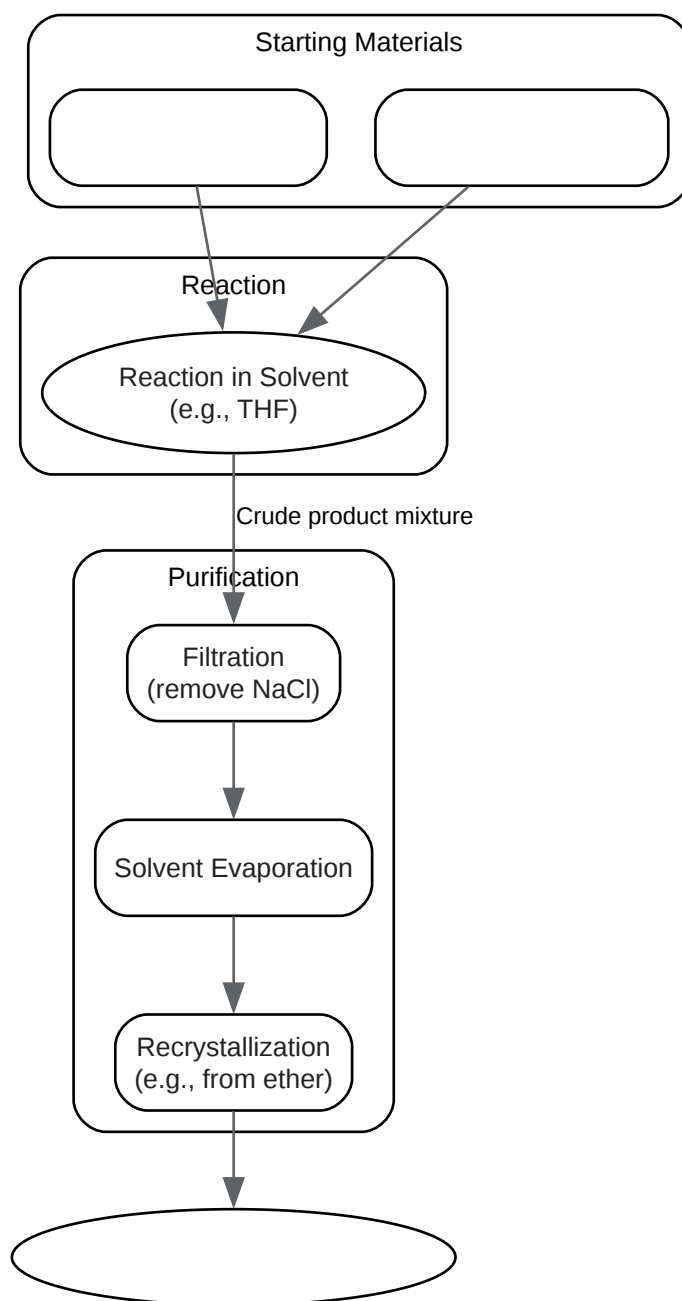 Starting Materials
Reaction
Reaction in Solvent
(e.g., THF)
Crude product mixture
Purification
Filtration
(remove NaCl)
Solvent Evaporation
Recrystallization
(e.g., from ether)